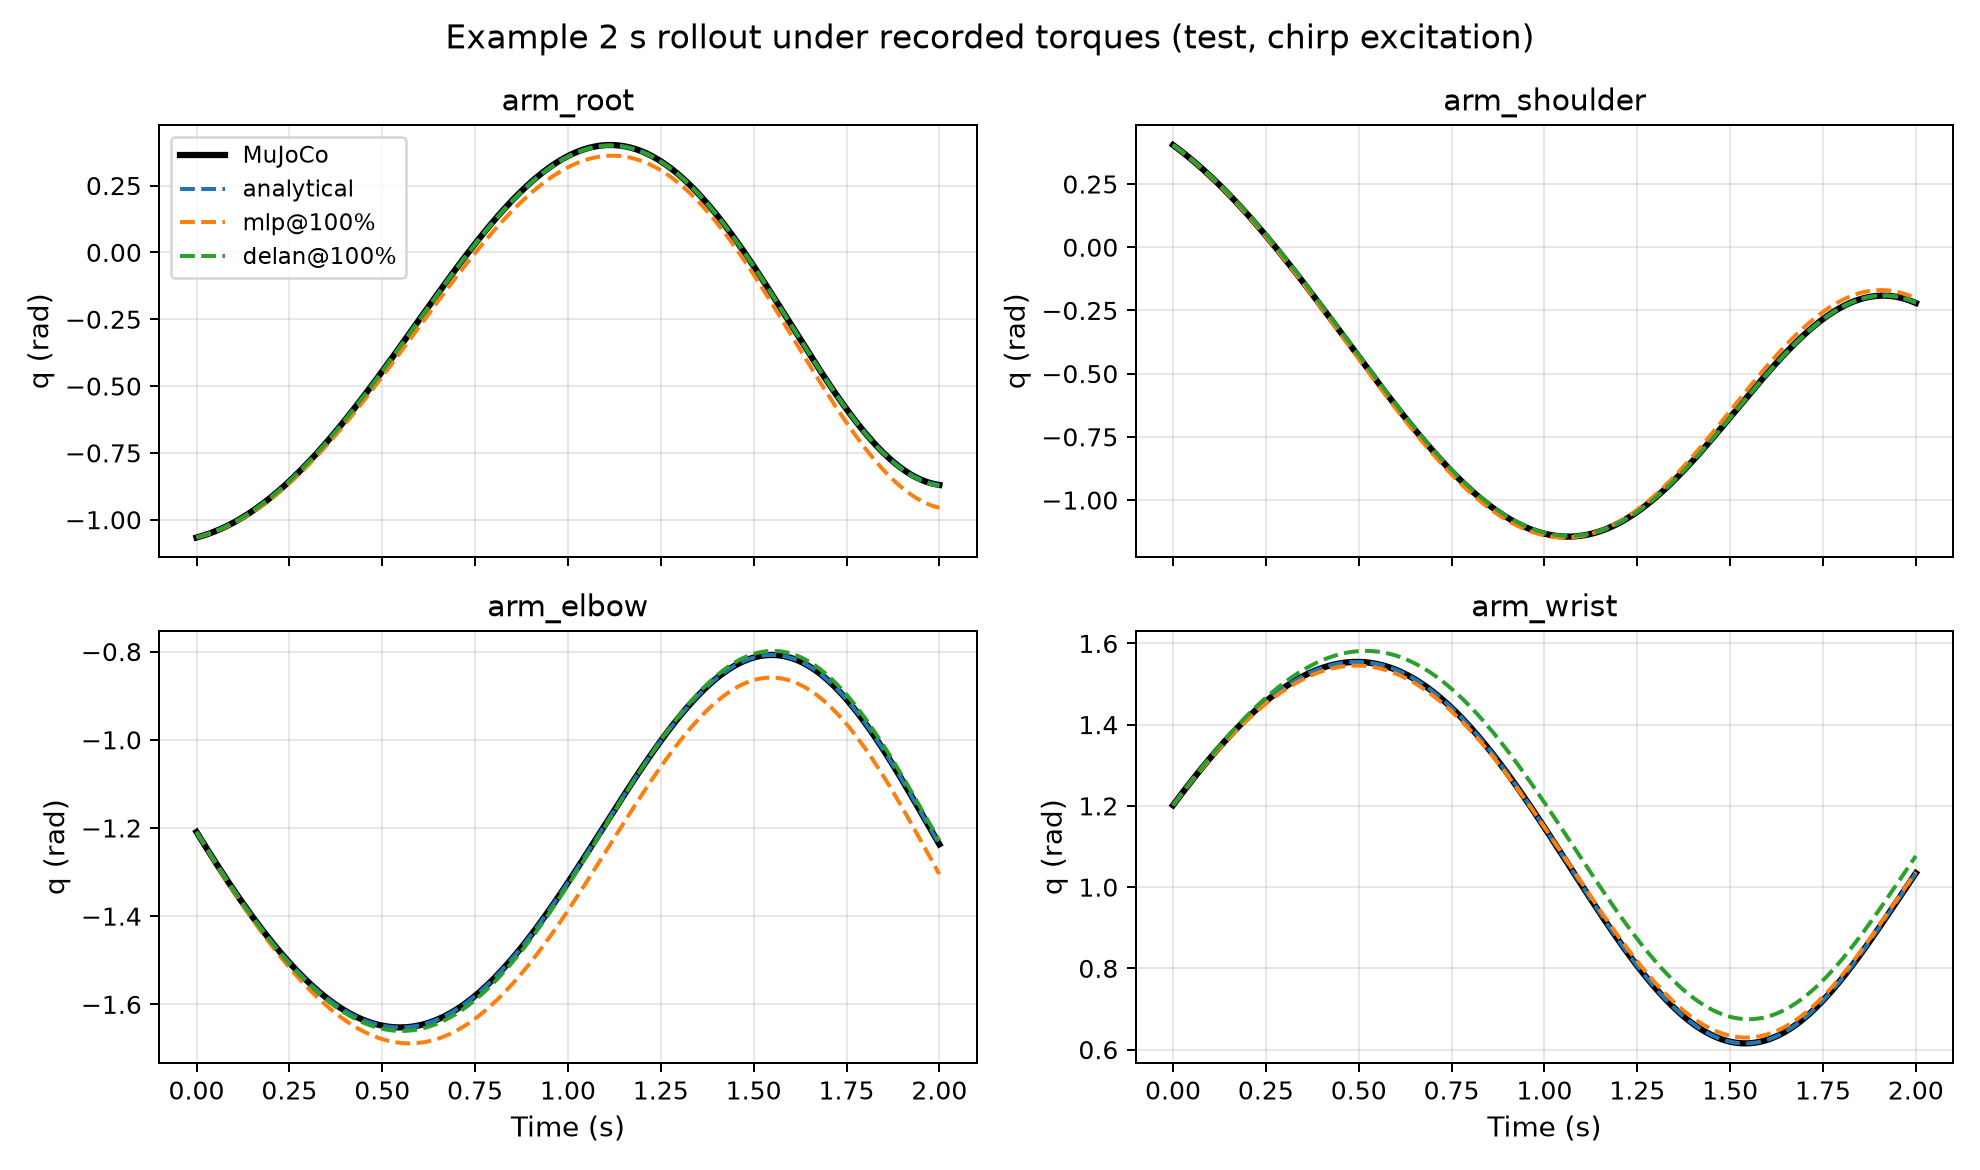 Example 2 s rollout under recorded torques (test, chirp excitation)
arm_root
MuJoCo
analytical
mlp@100%
delan@100%
q (rad)
0.25
0.00
−0.25
−0.50
−0.75
−1.00
arm_shoulder
q (rad)
0.25
0.00
−0.25
−0.50
−0.75
−1.00
arm_elbow
q (rad)
−0.8
−1.0
−1.2
−1.4
−1.6
0.00 0.25 0.50 0.75 1.00 1.25 1.50 1.75 2.00
Time (s)
arm_wrist
q (rad)
1.6
1.4
1.2
1.0
0.8
0.6
0.00 0.25 0.50 0.75 1.00 1.25 1.50 1.75 2.00
Time (s)